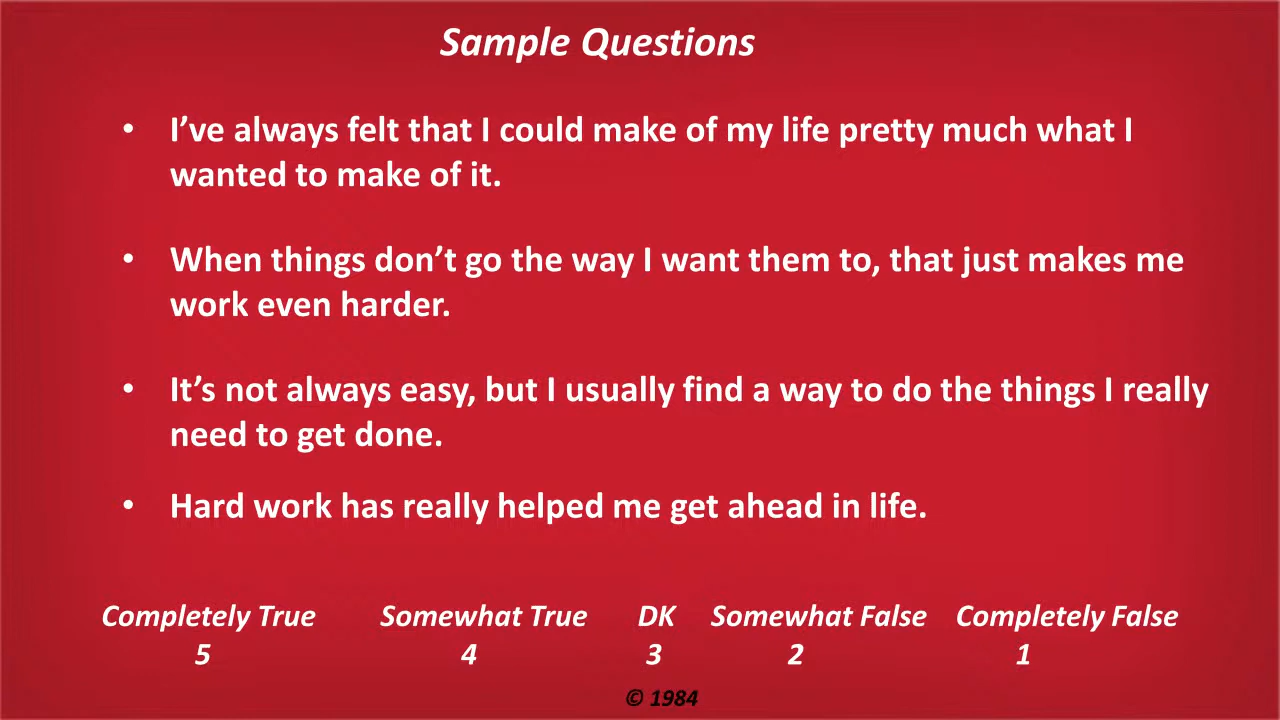 Sample Questions
• I’ve always felt that I could make of my life pretty much what I
wanted to make of it.
• When things don’t go the way I want them to, that just makes me
work even harder.
• It’s not always easy, but I usually find a way to do the things I really
need to get done.
• Hard work has really helped me get ahead in life.
Completely True Somewhat True DK Somewhat False Completely False
5 4 3 2 1
© 1984